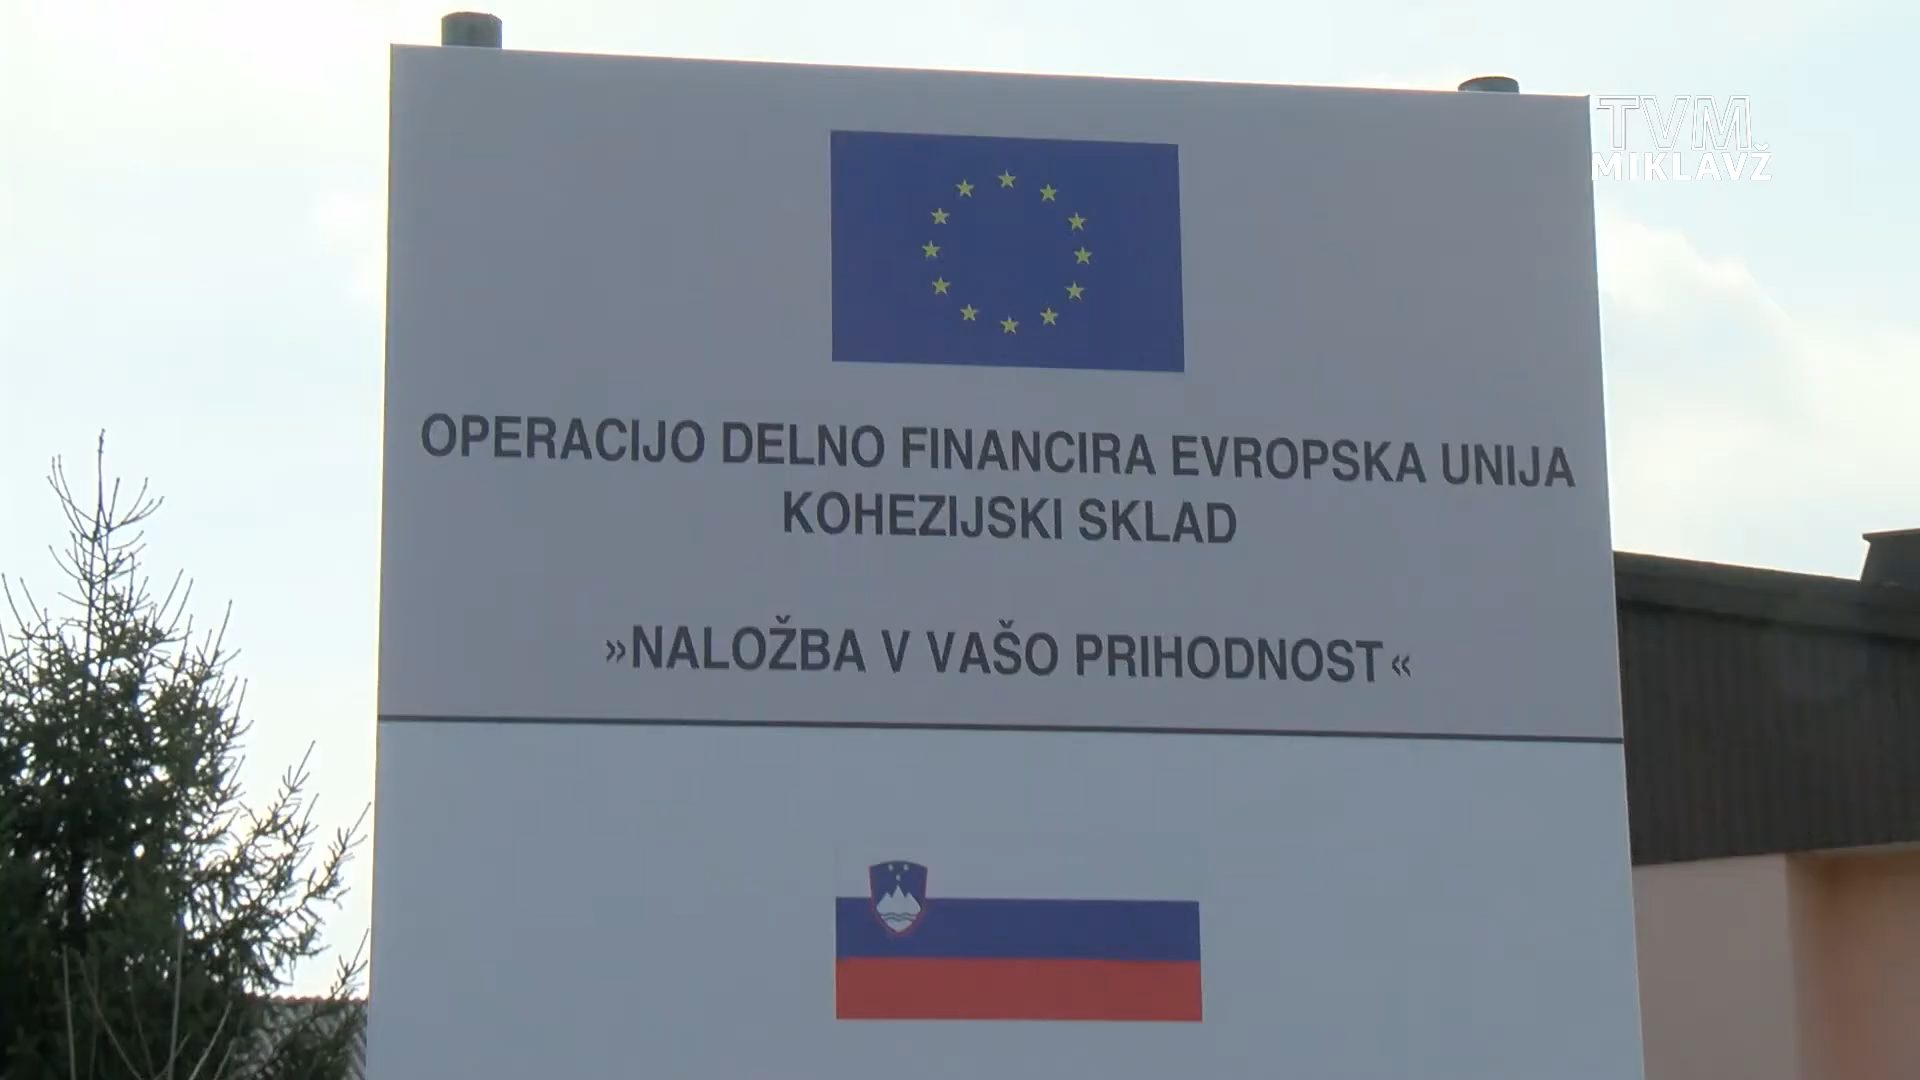 TVM
MIKLAVŽ
OPERACIJO DELNO FINANCIRA EVROPSKA UNIJA
KOHEZIJSKI SKLAD
»NALOŽBA V VAŠO PRIHODNOST«